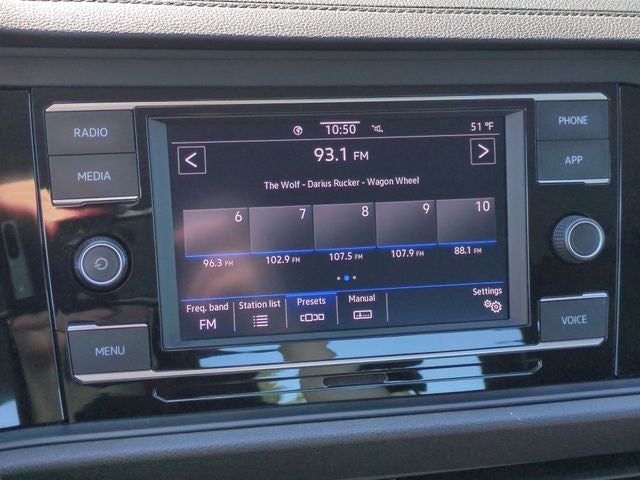 RADIO
MEDIA
MENU
10:50
51 °F
93.1 FM
The Wolf - Darius Rucker - Wagon Wheel
6 7 8 9 10
96.3 FM 102.9 FM 107.5 FM 107.9 FM 88.1 FM
Freq. band Station list Presets Manual Settings
FM
PHONE
APP
VOICE